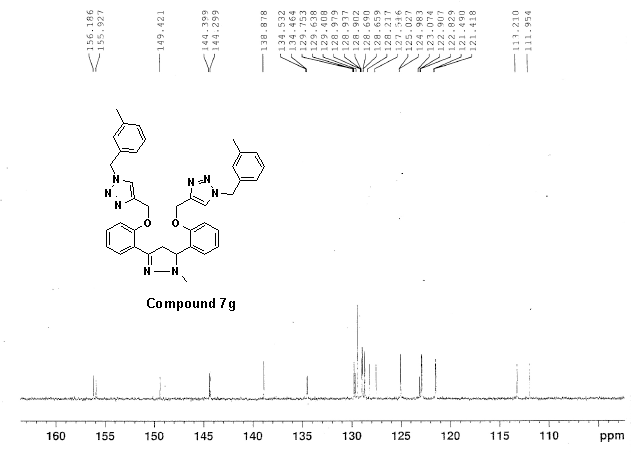 156.186
155.927
149.421
144.399
144.299
138.878
134.532
134.464
129.753
129.638
129.408
128.979
128.937
128.902
128.690
128.659
128.217
127.516
125.027
124.983
123.074
122.907
122.829
121.490
121.418
113.210
111.954
N
N
N
N
N
N
O
O
N
N
Compound 7g
160 155 150 145 140 135 130 125 120 115 110 ppm